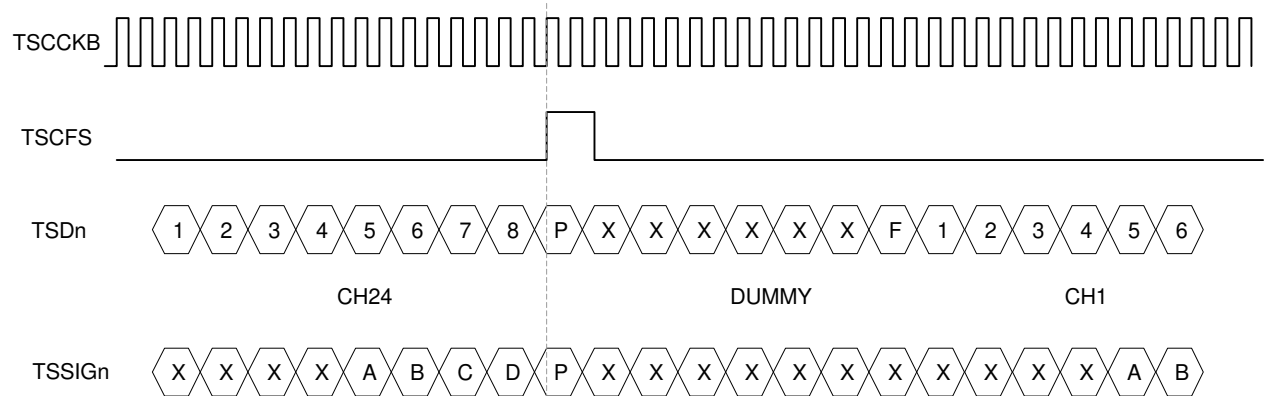 TSCCKB
TSCFS
TSDn 1 2 3 4 5 6 7 8 P X X X X X X F 1 2 3 4 5 6
CH24 DUMMY CH1
TSSIGn X X X X A B C D P X X X X X X X X X X X A B